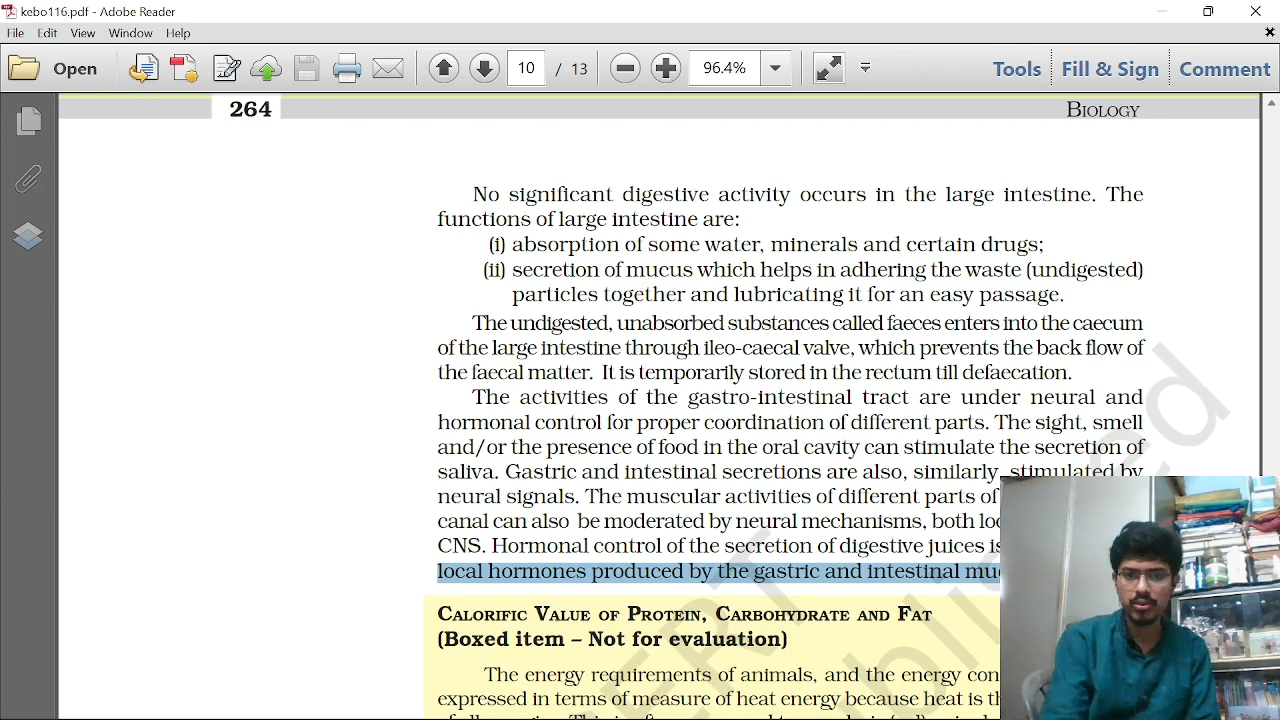 kebo116.pdf - Adobe Reader
File Edit View Window Help
Open 10 / 13 96.4% Tools Fill & Sign Comment
264 BIOLOGY
No significant digestive activity occurs in the large intestine. The
functions of large intestine are:
(i) absorption of some water, minerals and certain drugs;
(ii) secretion of mucus which helps in adhering the waste (undigested)
particles together and lubricating it for an easy passage.
The undigested, unabsorbed substances called faeces enters into the caecum
of the large intestine through ileo-caecal valve, which prevents the back flow of
the faecal matter. It is temporarily stored in the rectum till defaecation.
The activities of the gastro-intestinal tract are under neural and
hormonal control for proper coordination of different parts. The sight, smell
and/or the presence of food in the oral cavity can stimulate the secretion of
saliva. Gastric and intestinal secretions are also, similarly, stimulated by
neural signals. The muscular activities of different parts of
canal can also be moderated by neural mechanisms, both
CNS. Hormonal control of the secretion of digestive juices
local hormones produced by the gastric and intestinal
CALORIFIC VALUE OF PROTEIN, CARBOHYDRATE AND FAT
(Boxed item – Not for evaluation)
The energy requirements of animals, and the energy
expressed in terms of measure of heat energy because heat is